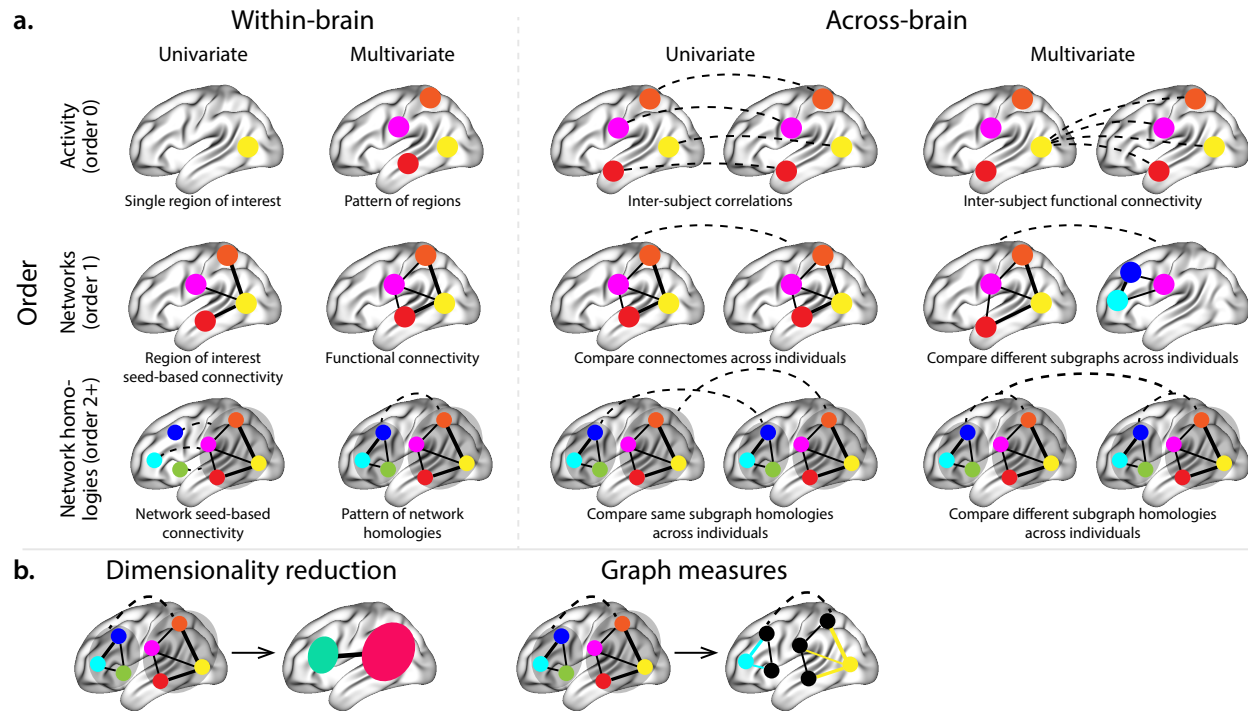 a.
Within-brain
Across-brain
Univariate
Multivariate
Univariate
Multivariate
Order
Activity
(order 0)
Single region of interest
Pattern of regions
Inter-subject correlations
Inter-subject functional connectivity
Networks
(order 1)
Region of interest
seed-based connectivity
Functional connectivity
Compare connectomes across individuals
Compare different subgraphs across individuals
Network homo-
logies (order 2+)
Network seed-based
connectivity
Pattern of network
homologies
Compare same subgraph homologies
across individuals
Compare different subgraph homologies
across individuals
b.
Dimensionality reduction
Graph measures